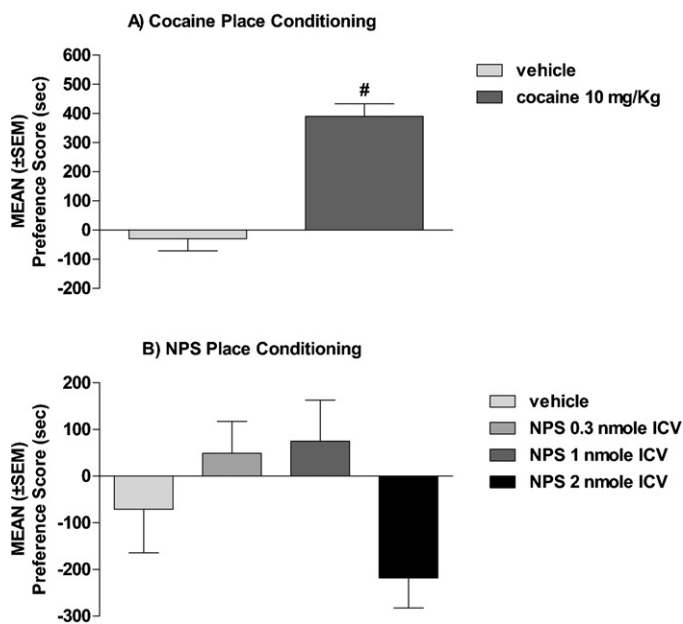 A) Cocaine Place Conditioning
MEAN (±SEM)
Preference Score (sec)
600
500
400
300
200
100
0
-100
-200
#
vehicle
cocaine 10 mg/Kg
B) NPS Place Conditioning
MEAN (±SEM)
Preference Score (sec)
200
100
0
-100
-200
-300
vehicle
NPS 0.3 nmole ICV
NPS 1 nmole ICV
NPS 2 nmole ICV